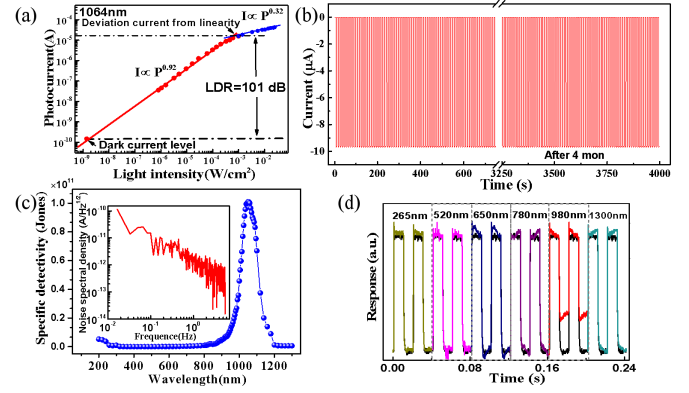 (a)
1064nm
Deviation current from linearity
I∝ P^0.32
I∝ P^0.92
LDR=101 dB
Dark current level
Photocurrent(A)
10^-4
10^-5
10^-6
10^-7
10^-8
10^-9
10^-10
10^-9 10^-8 10^-7 10^-6 10^-5 10^-4 10^-3 10^-2
Light intensity(W/cm^2)
(b)
Current (μA)
0
-2
-4
-6
-8
-10
After 4 mon
0 200 400 600 3250 3500 3750 4000
Time (s)
(c)
x10^11
Specific detectivity (Jones)
1.0
0.8
0.6
0.4
0.2
0.0
Noise spectral density (A/Hz^1/2)
10^-10
10^-11
10^-12
10^-13
10^-14
10^-2 10^-1 10^0
Frequence(Hz)
200 400 600 800 1000 1200
Wavelength(nm)
(d)
265nm 520nm 650nm 780nm 980nm 1300nm
Response (a.u.)
0.00 0.08 0.16 0.24
Time (s)